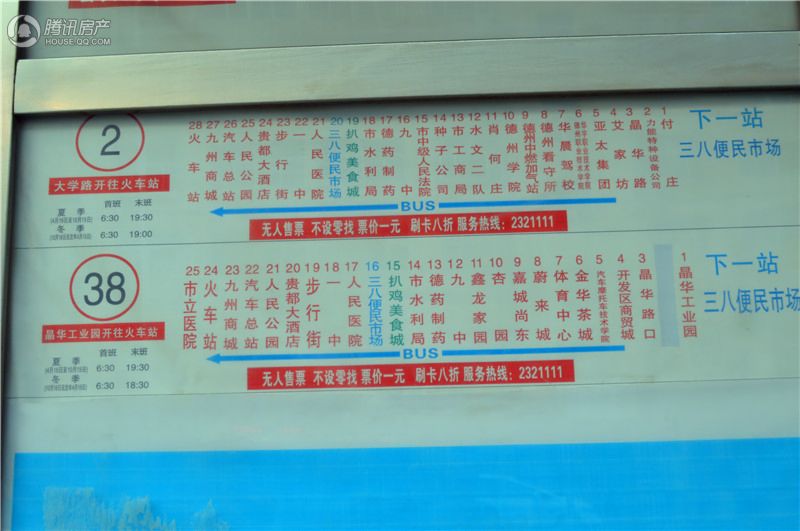 腾讯房产
HOUSE.QQ.COM
2
大学路开往火车站
首班 末班
夏季 6:30 19:30
冬季 6:30 19:00
28 火车站
27 九州商城
26 汽车总站
25 人民公园
24 贵都大酒店
23 步行街
22 一中
21 人民医院
20 三八便民市场
19 扒鸡美食城
18 市水利局
17 德药制药
16 九中
15 市中级人民法院
14 种子公司
13 市工商局
12 水文二队
11 肖何庄
10 德州学院
9 德州中燃加气站
8 德州看守所
7 华晨驾校
6 德州职业技术学院
5 亚太集团
4 艾家坊
3 晶华路
2 力能特种设备公司
1 付庄
BUS
无人售票 不设零找 票价一元 刷卡八折 服务热线：2321111
下一站
三八便民市场
38
晶华工业园开往火车站
首班 末班
夏季 6:30 19:30
冬季 6:30 18:30
25 市立医院
24 火车站
23 九州商城
22 汽车总站
21 人民公园
20 贵都大酒店
19 步行街
18 一中
17 人民医院
16 三八便民市场
15 扒鸡美食城
14 市水利局
13 德药制药
12 九中
11 鑫龙家园
10 杏园
9 嘉城尚东
8 蔚来城
7 体育中心
6 金华茶城
5 汽车摩托车技术学院
4 开发区商贸城
3 晶华路口
1 晶华工业园
BUS
无人售票 不设零找 票价一元 刷卡八折 服务热线：2321111
下一站
三八便民市场